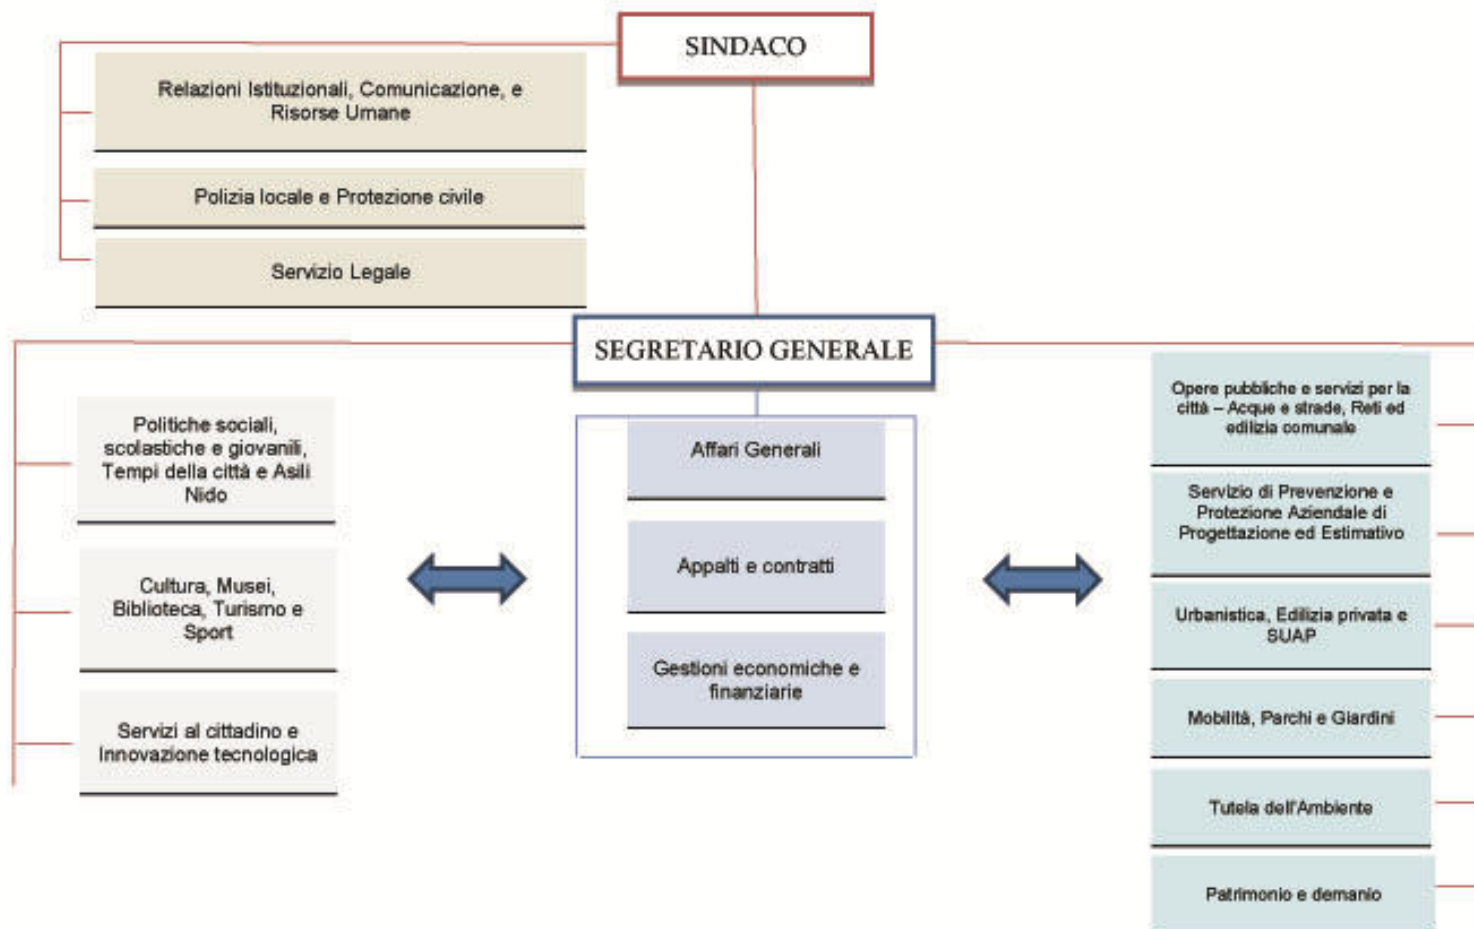 SINDACO
Relazioni Istituzionali, Comunicazione, e
Risorse Umane
Polizia locale e Protezione civile
Servizio Legale
SEGRETARIO GENERALE
Politiche sociali,
scolastiche e giovanili,
Tempi della città e Asili
Nido
Cultura, Musei,
Biblioteca, Turismo e
Sport
Servizi al cittadino e
Innovazione tecnologica
Affari Generali
Appalti e contratti
Gestioni economiche e
finanziarie
Opere pubbliche e servizi per la
città – Acque e strade, Reti ed
edilizia comunale
Servizio di Prevenzione e
Protezione Aziendale di
Progettazione ed Estimativo
Urbanistica, Edilizia privata e
SUAP
Mobilità, Parchi e Giardini
Tutela dell'Ambiente
Patrimonio e demanio